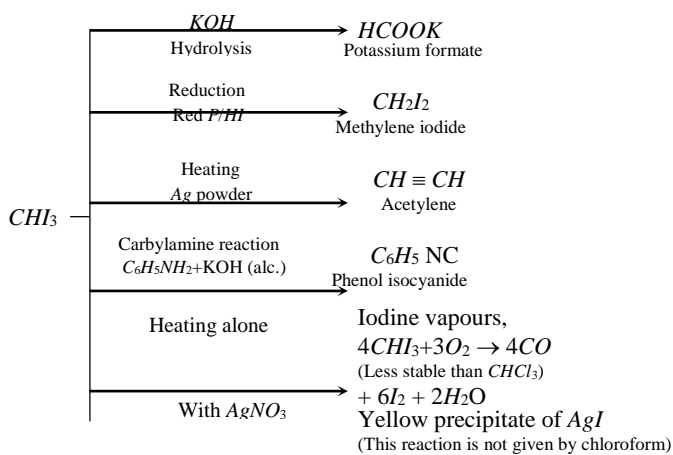 KOH
Hydrolysis
HCOOK
Potassium formate
Reduction
Red P/HI
CH2I2
Methylene iodide
Heating
Ag powder
CH ≡ CH
Acetylene
CHI3
Carbylamine reaction
C6H5NH2+KOH (alc.)
C6H5 NC
Phenol isocyanide
Heating alone
Iodine vapours,
4CHI3+3O2 → 4CO
(Less stable than CHCl3)
+ 6I2 + 2H2O
With AgNO3
Yellow precipitate of AgI
(This reaction is not given by chloroform)